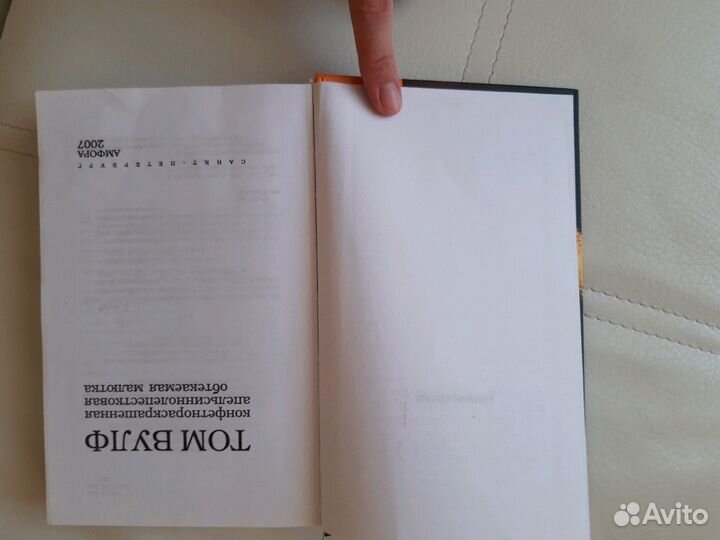 ТОМ ВУЛФ
конфетнораскрашенная
апельсиннолепестковая
обтекаемая малютка
САНКТ-ПЕТЕРБУРГ
АМФОРА
2007
Avito